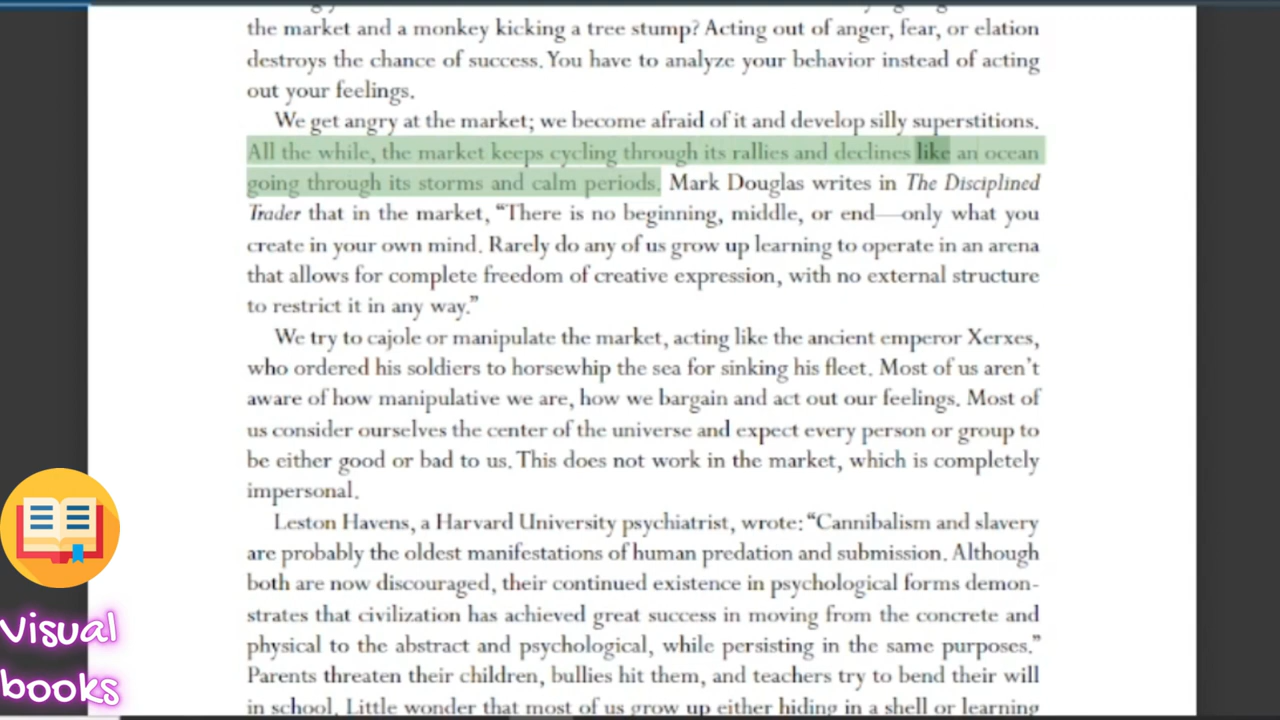 the market and a monkey kicking a tree stump? Acting out of anger, fear, or elation
destroys the chance of success. You have to analyze your behavior instead of acting
out your feelings.
We get angry at the market; we become afraid of it and develop silly superstitions.
All the while, the market keeps cycling through its rallies and declines like an ocean
going through its storms and calm periods. Mark Douglas writes in The Disciplined
Trader that in the market, “There is no beginning, middle, or end—only what you
create in your own mind. Rarely do any of us grow up learning to operate in an arena
that allows for complete freedom of creative expression, with no external structure
to restrict it in any way.”
We try to cajole or manipulate the market, acting like the ancient emperor Xerxes,
who ordered his soldiers to horsewhip the sea for sinking his fleet. Most of us aren’t
aware of how manipulative we are, how we bargain and act out our feelings. Most of
us consider ourselves the center of the universe and expect every person or group to
be either good or bad to us. This does not work in the market, which is completely
impersonal.
Leston Havens, a Harvard University psychiatrist, wrote: “Cannibalism and slavery
are probably the oldest manifestations of human predation and submission. Although
both are now discouraged, their continued existence in psychological forms demon-
strates that civilization has achieved great success in moving from the concrete and
physical to the abstract and psychological, while persisting in the same purposes.”
Parents threaten their children, bullies hit them, and teachers try to bend their will
in school. Little wonder that most of us grow up either hiding in a shell or learning
Visual
books